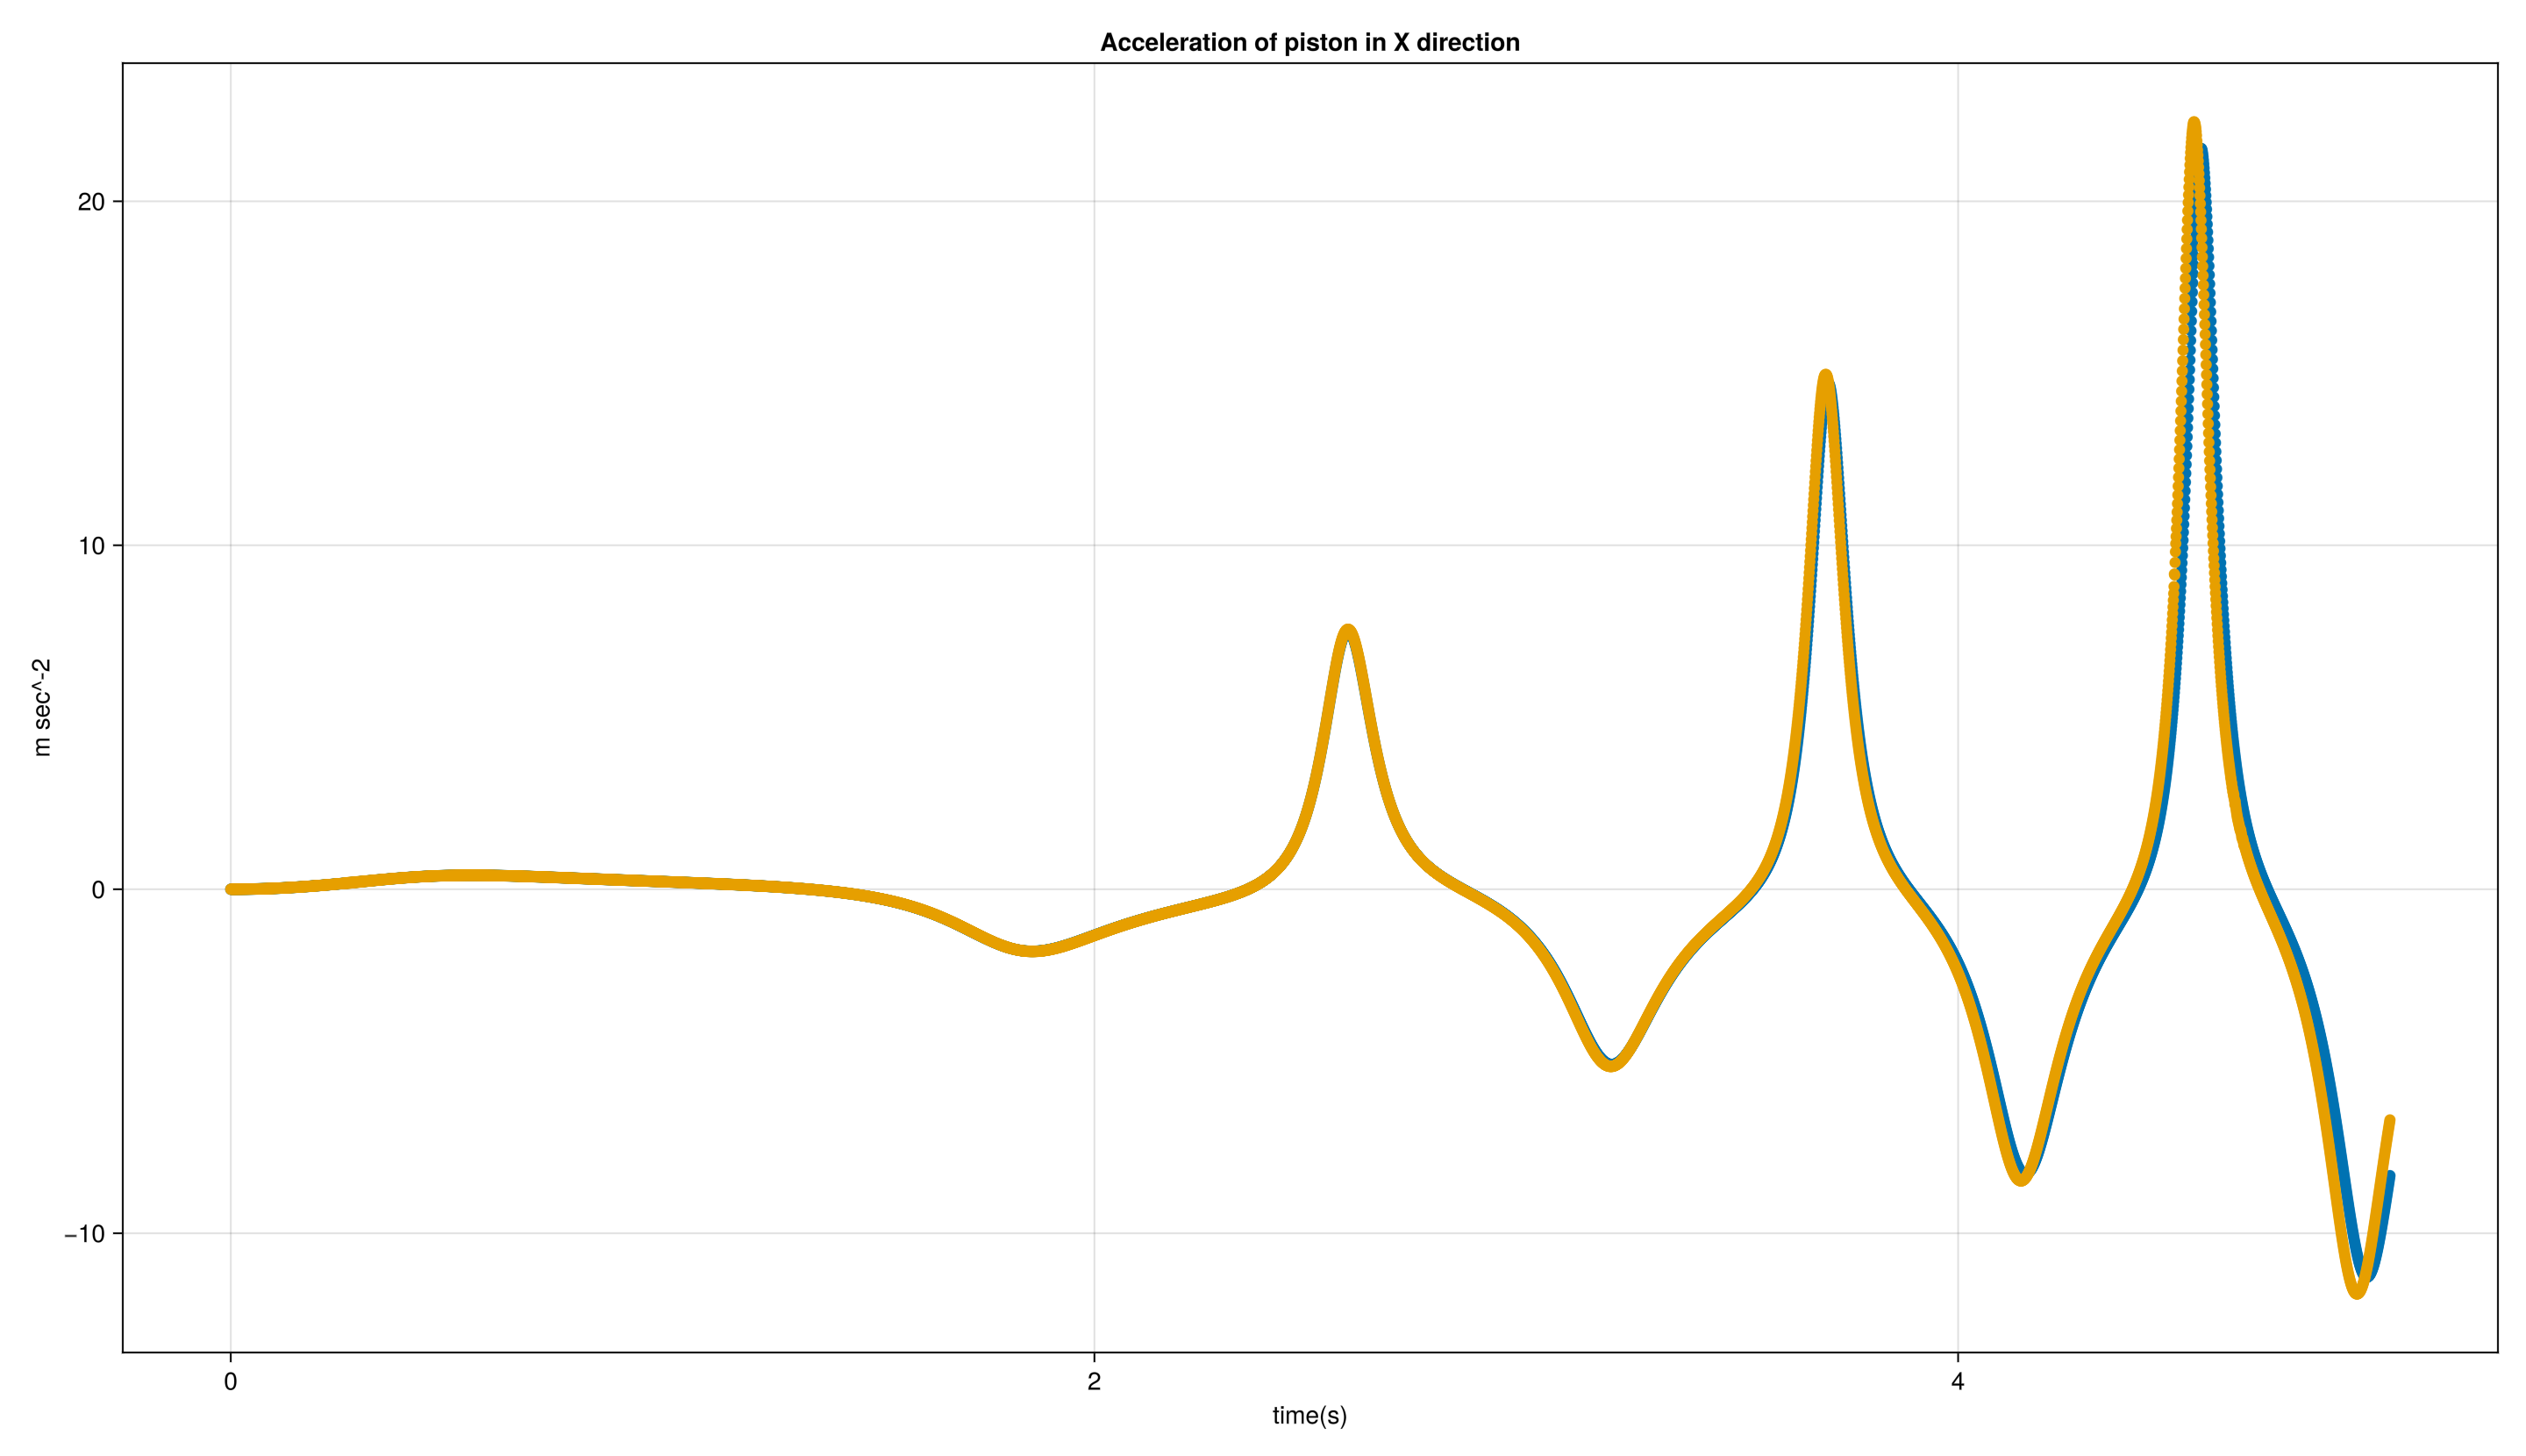 Acceleration of piston in X direction
m sec^-2
20
10
0
−10
0
2
4
time(s)